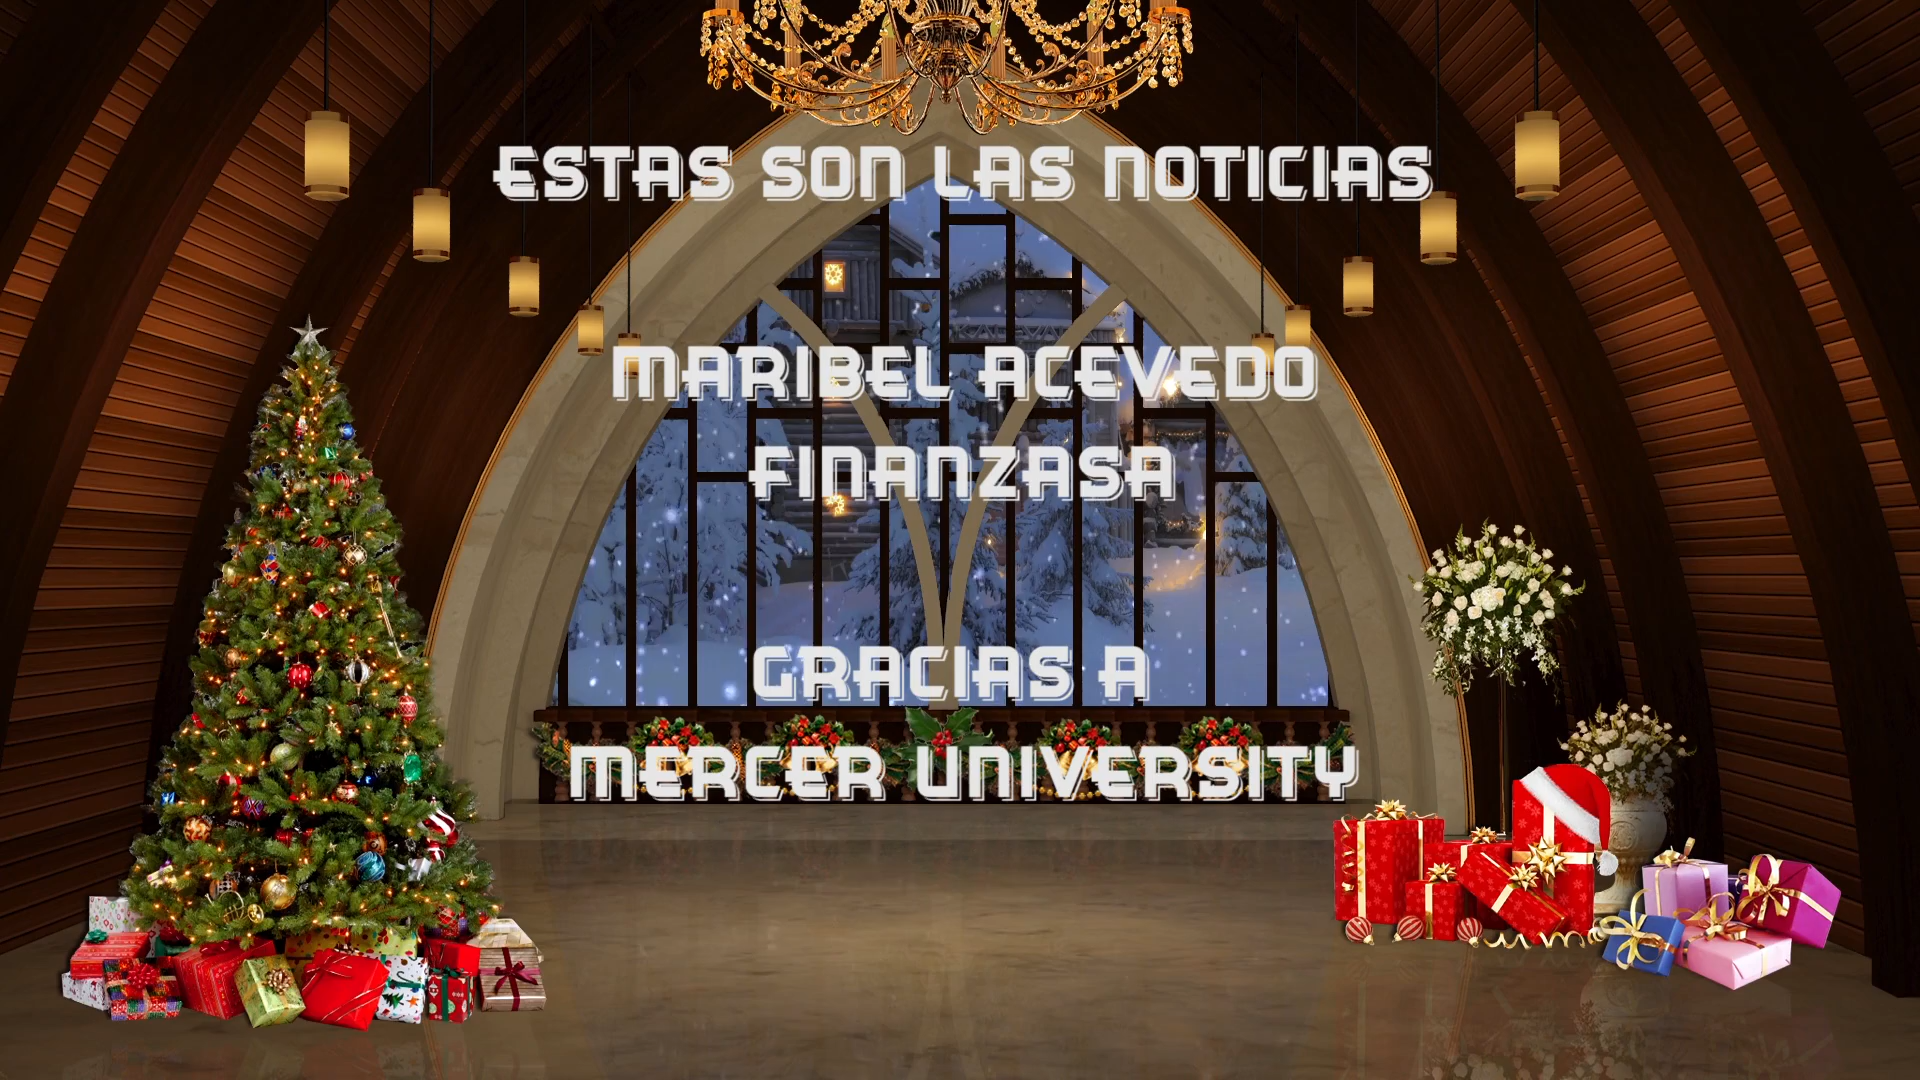 ESTAS SON LAS NOTICIAS
MARIBEL ACEVEDO
FINANZASA
GRACIAS A
MERCER UNIVERSITY